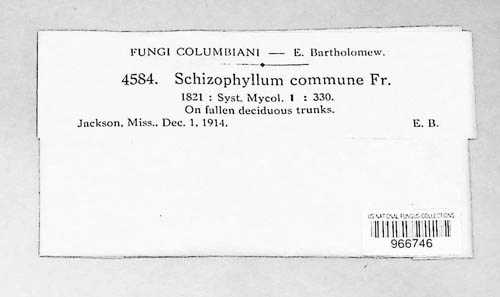 FUNGI COLUMBIANI — E. Bartholomew.
4584. Schizophyllum commune Fr.
1821 : Syst. Mycol. 1 : 330.
On fallen deciduous trunks.
Jackson, Miss., Dec. 1, 1914. E. B.
US NATIONAL FUNGUS COLLECTIONS
966746